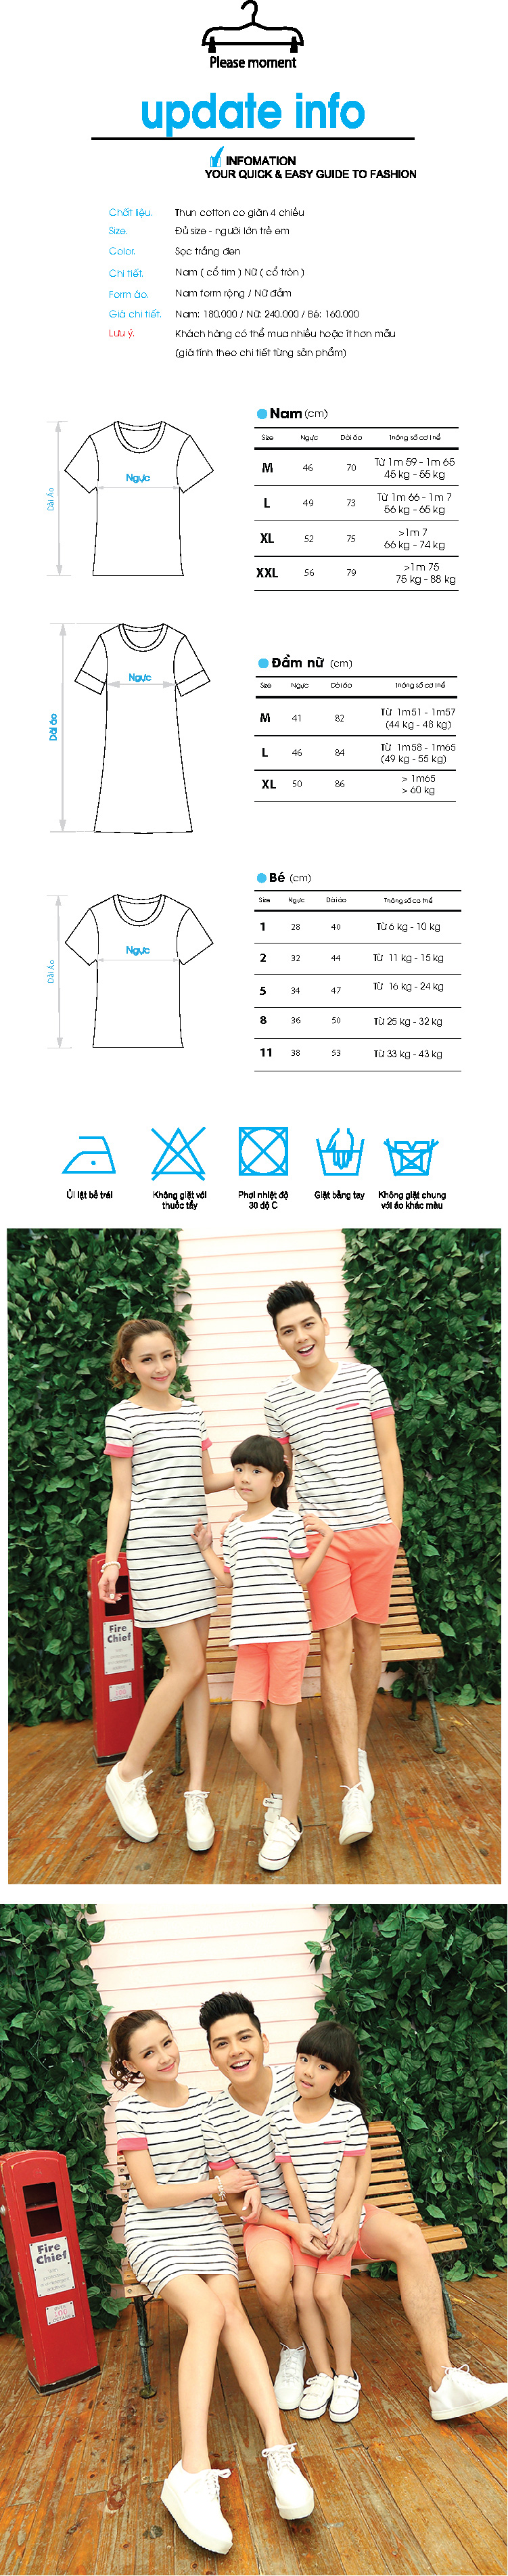 Please moment
update info
INFOMATION
YOUR QUICK & EASY GUIDE TO FASHION
Chất liệu. Thun cotton co giãn 4 chiều
Size. Đủ size - người lớn trẻ em
Color. Sọc trắng đen
Chi tiết. Nam ( cổ tim ) Nữ ( cổ tròn )
Form áo. Nam form rộng / Nữ đầm
Giá chi tiết. Nam: 180.000 / Nữ: 240.000 / Bé: 160.000
Lưu ý. Khách hàng có thể mua nhiều hoặc ít hơn mẫu
(giá tính theo chi tiết từng sản phẩm)
Dài Áo
Ngực
Nam (cm)
Size Ngực Dài áo Thông số cơ thể
M 46 70 Từ 1m 59 - 1m 65
45 kg - 55 kg
L 49 73 Từ 1m 66 - 1m 7
56 kg - 65 kg
XL 52 75 >1m 7
66 kg - 74 kg
XXL 56 79 >1m 75
75 kg - 88 kg
Dài áo
Ngực
Đầm nữ (cm)
Size Ngực Dài áo Thông số cơ thể
M 41 82 Từ 1m51 - 1m57
(44 kg - 48 kg)
L 46 84 Từ 1m58 - 1m65
(49 kg - 55 kg)
XL 50 86 > 1m65
> 60 kg
Dài Áo
Ngực
Bé (cm)
Size Ngực Dài áo Thông số cơ thể
1 28 40 Từ 6 kg - 10 kg
2 32 44 Từ 11 kg - 15 kg
5 34 47 Từ 16 kg - 24 kg
8 36 50 Từ 25 kg - 32 kg
11 38 53 Từ 33 kg - 43 kg
Ủi lật bề trái
Không giặt với
thuốc tẩy
Phơi nhiệt độ
30 độ C
Giặt bằng tay
Không giặt chung
với áo khác màu
Fire
Chief
100
Fire
Chief
100